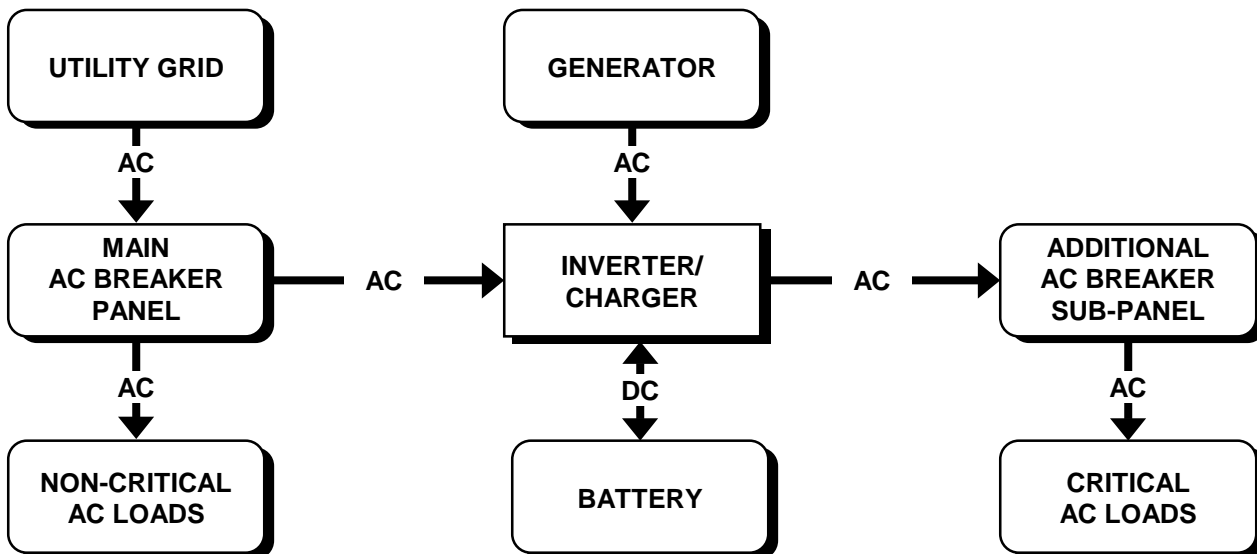 UTILITY GRID
GENERATOR
AC
AC
MAIN
AC BREAKER
PANEL
AC
INVERTER/
CHARGER
AC
ADDITIONAL
AC BREAKER
SUB-PANEL
AC
DC
AC
NON-CRITICAL
AC LOADS
BATTERY
CRITICAL
AC LOADS